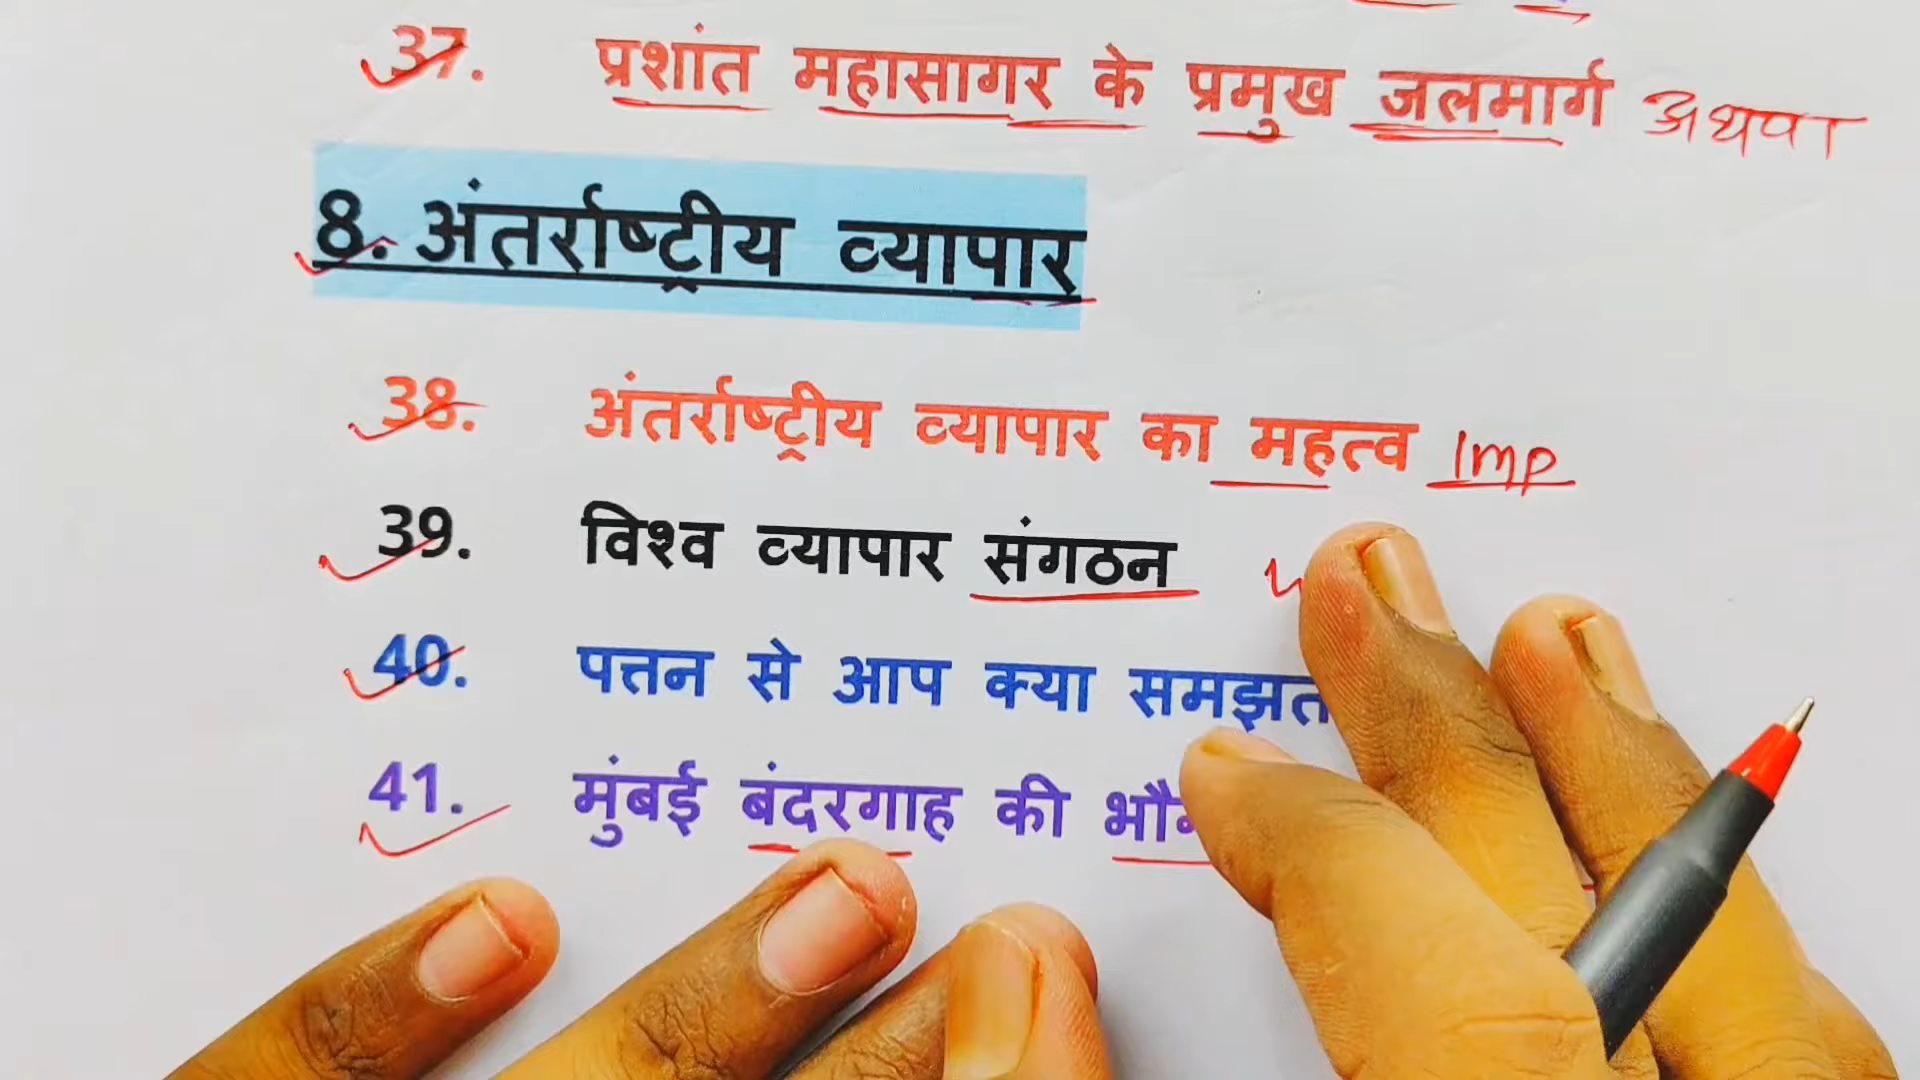 37. प्रशांत महासागर के प्रमुख जलमार्ग अथवा
8. अंतर्राष्ट्रीय व्यापार
38. अंतर्राष्ट्रीय व्यापार का महत्व Imp
39. विश्व व्यापार संगठन
40. पत्तन से आप क्या
41. मुंबई बंदरगाह की